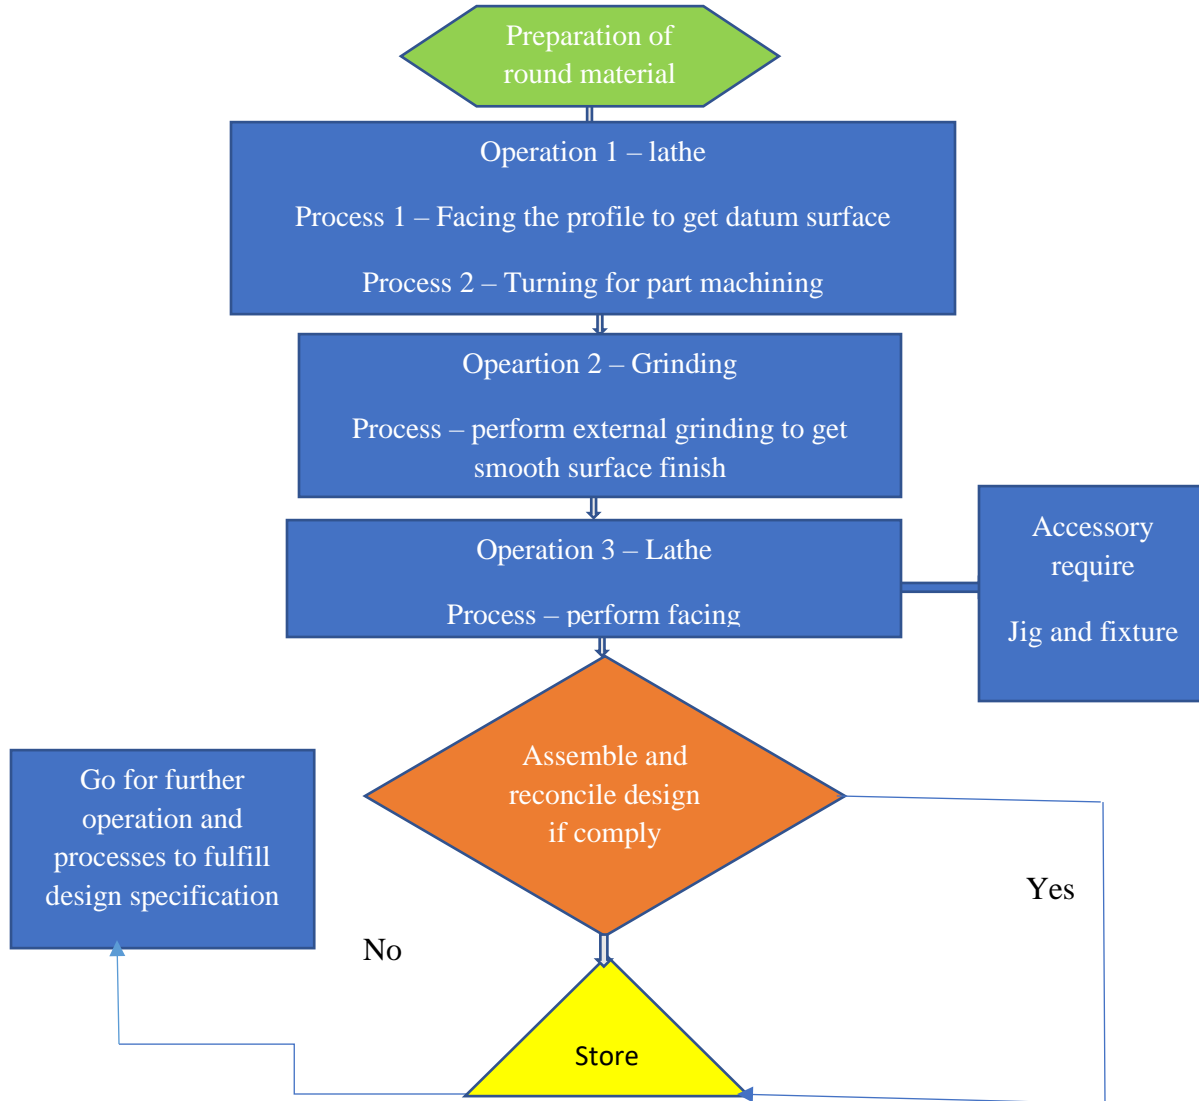 Preparation of
round material
Operation 1 – lathe
Process 1 – Facing the profile to get datum surface
Process 2 – Turning for part machining
Opeartion 2 – Grinding
Process – perform external grinding to get
smooth surface finish
Operation 3 – Lathe
Process – perform facing
Accessory
require
Jig and fixture
Assemble and
reconcile design
if comply
Go for further
operation and
processes to fulfill
design specification
Yes
No
Store